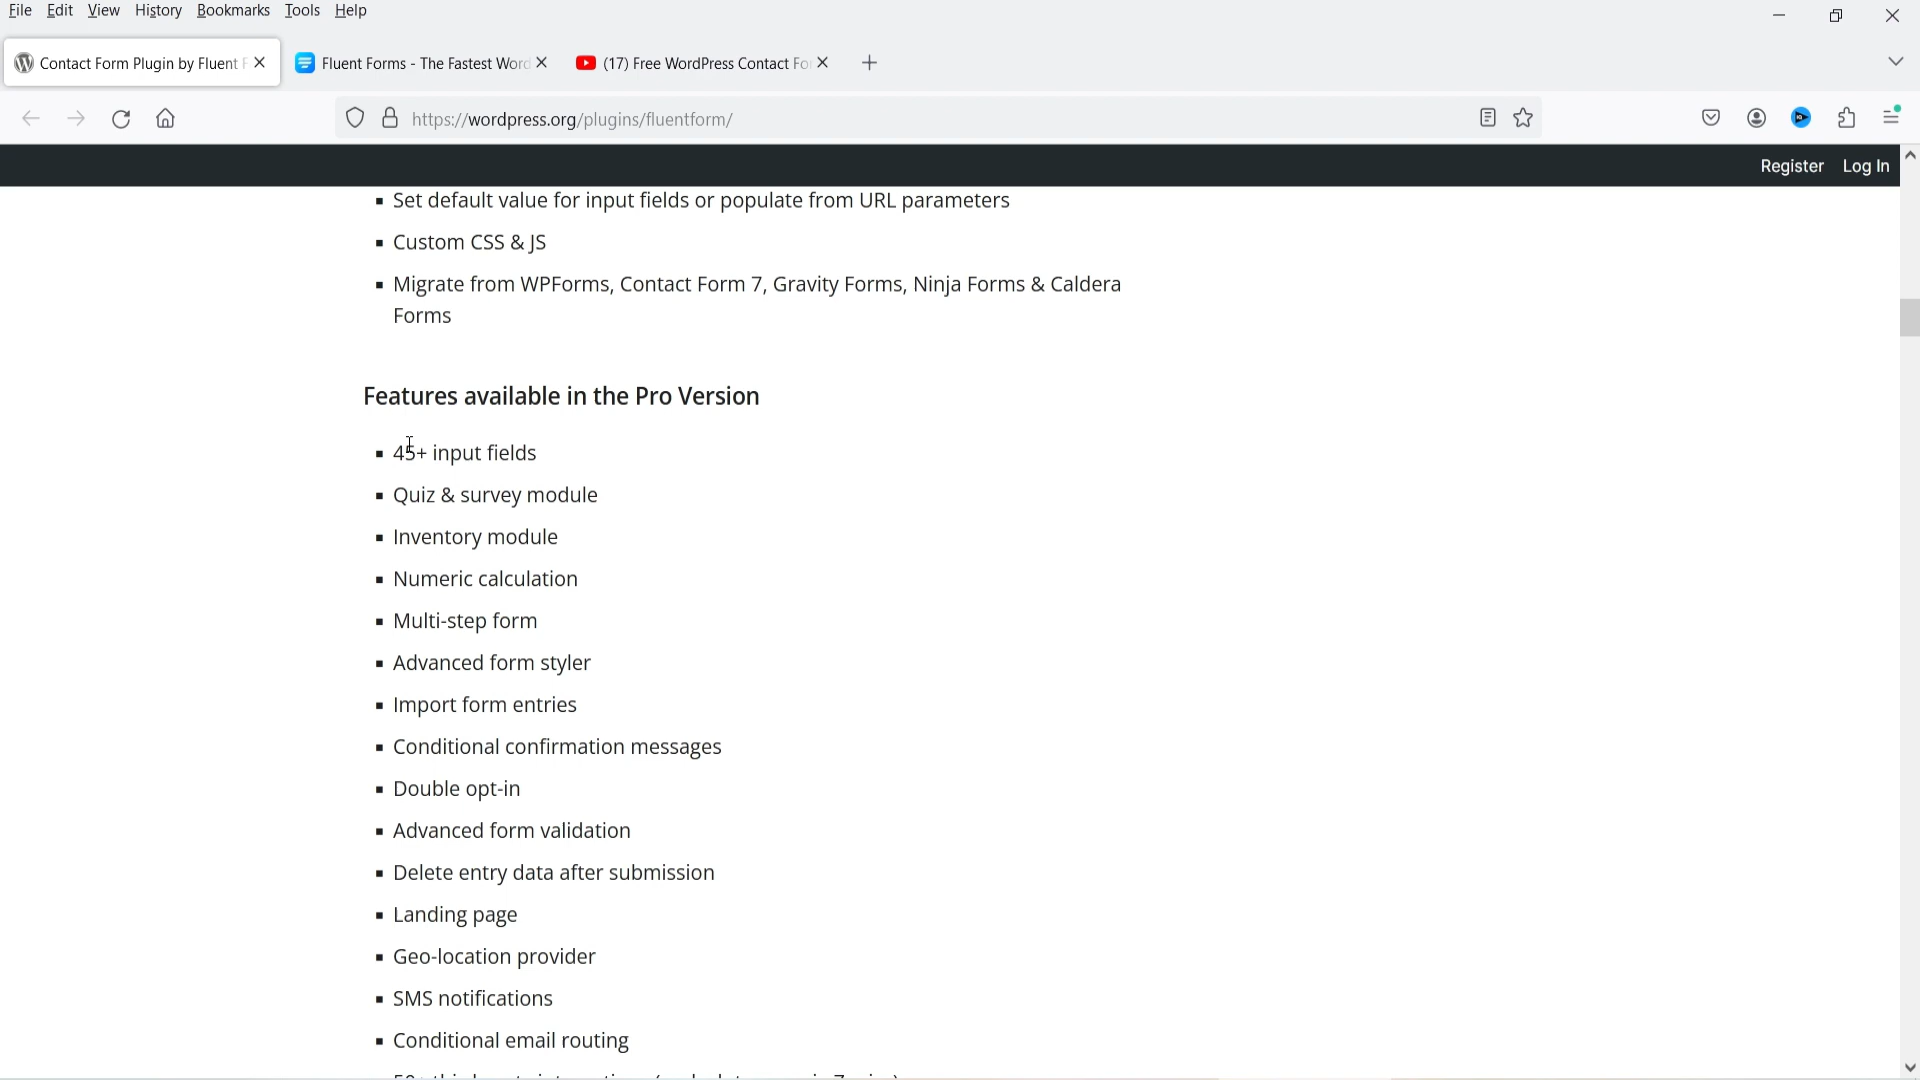 File Edit View History Bookmarks Tools Help
Contact Form Plugin by Fluent F
Fluent Forms - The Fastest Word
(17) Free WordPress Contact Fo
https://wordpress.org/plugins/fluentform/
Register Log In
Set default value for input fields or populate from URL parameters
Custom CSS & JS
Migrate from WPForms, Contact Form 7, Gravity Forms, Ninja Forms & Caldera
Forms
Features available in the Pro Version
45+ input fields
Quiz & survey module
Inventory module
Numeric calculation
Multi-step form
Advanced form styler
Import form entries
Conditional confirmation messages
Double opt-in
Advanced form validation
Delete entry data after submission
Landing page
Geo-location provider
SMS notifications
Conditional email routing